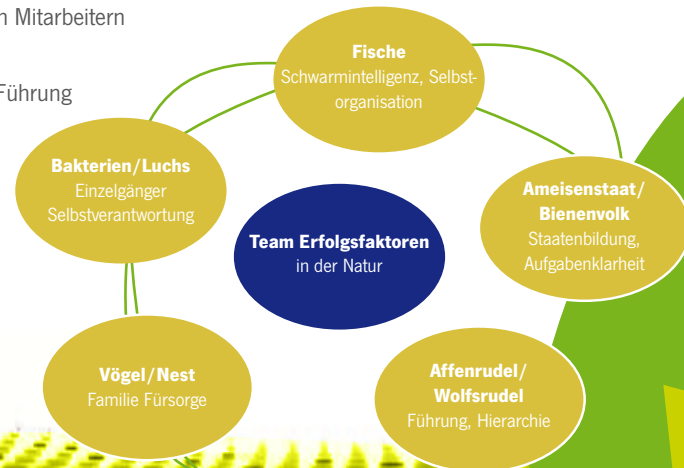 n Mitarbeitern
Führung
Fische
Schwarmintelligenz, Selbst-
organisation
Bakterien/Luchs
Einzelgänger
Selbstverantwortung
Ameisenstaat/
Bienenvolk
Staatenbildung,
Aufgabenklarheit
Team Erfolgsfaktoren
in der Natur
Vögel/Nest
Familie Fürsorge
Affenrudel/
Wolfsrudel
Führung, Hierarchie